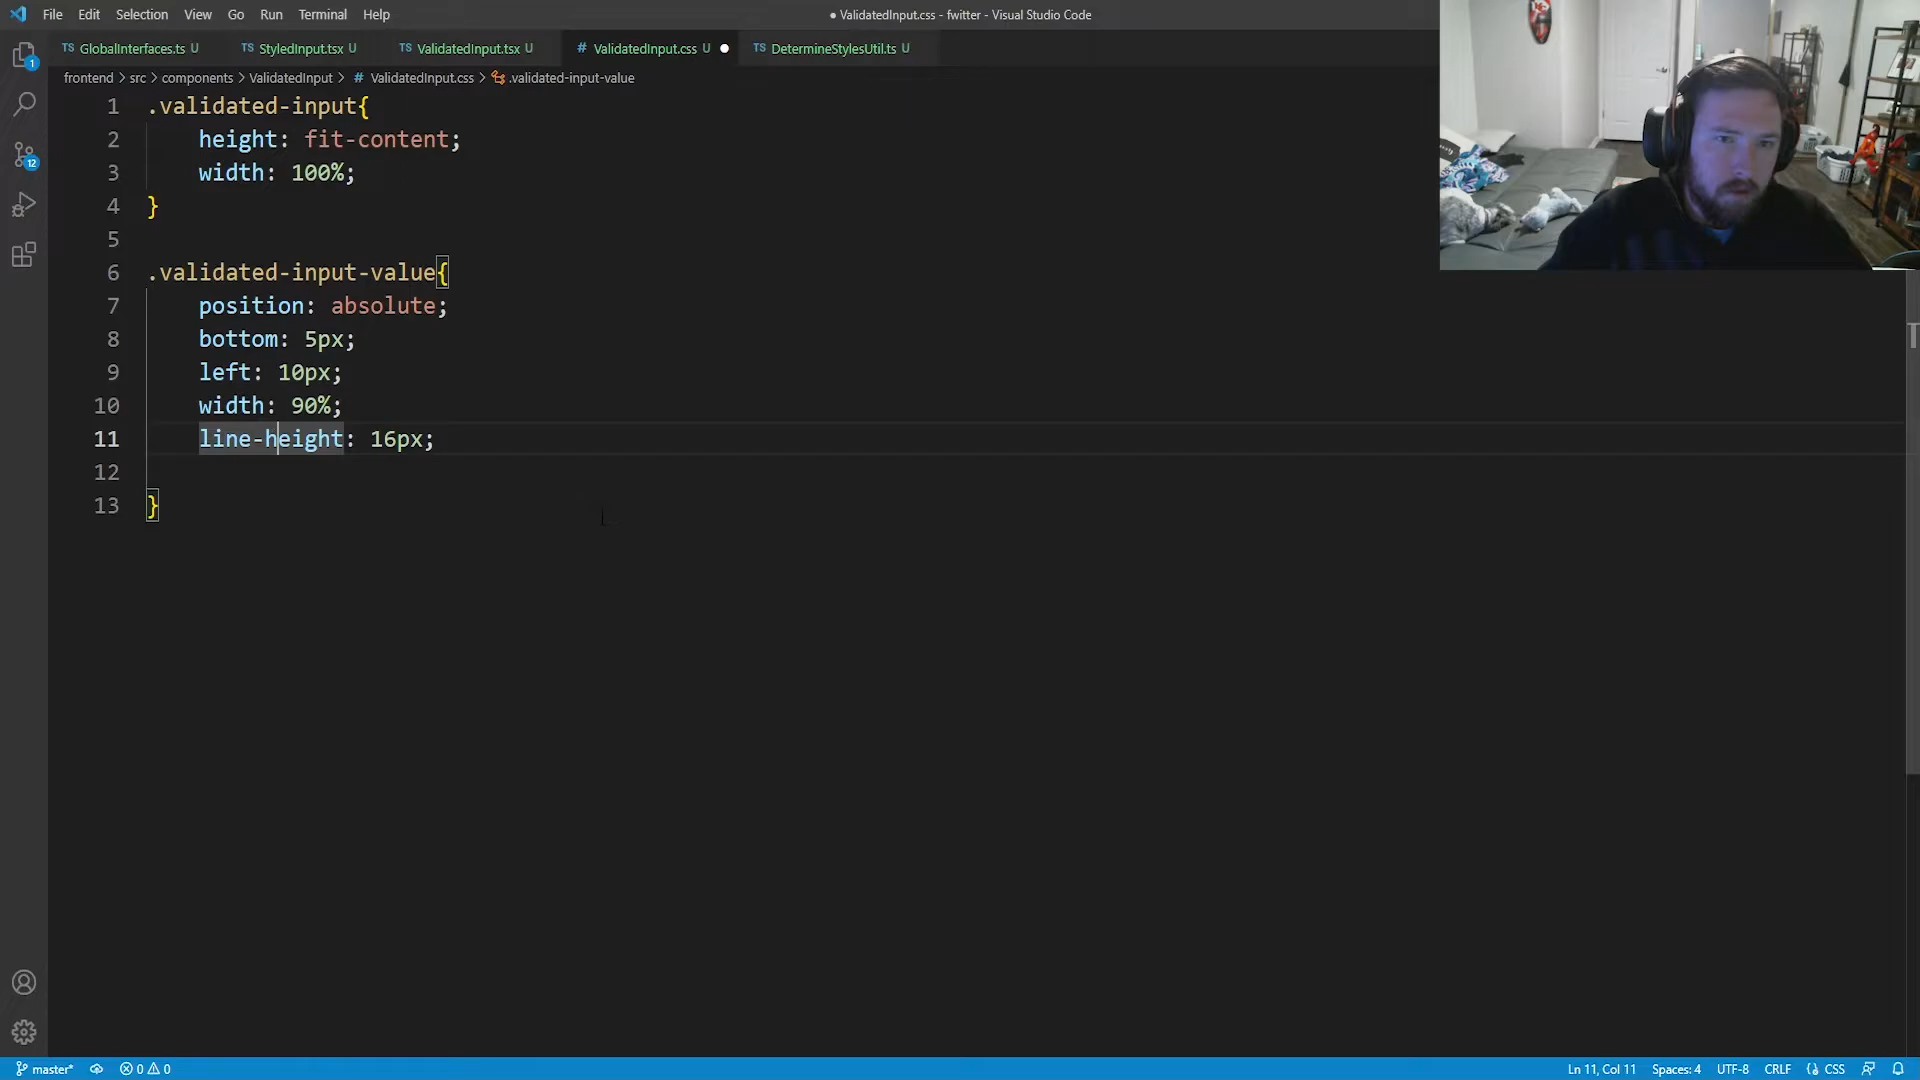 File Edit Selection View Go Run Terminal Help
● ValidatedInput.css - fwitter - Visual Studio Code
TS GlobalInterfaces.ts U
TS StyledInput.tsx U
TS ValidatedInput.tsx U
# ValidatedInput.css U ●
TS DetermineStylesUtil.ts U
frontend > src > components > ValidatedInput > # ValidatedInput.css > .validated-input-value
1 .validated-input{
2 height: fit-content;
3 width: 100%;
4 }
5
6 .validated-input-value{
7 position: absolute;
8 bottom: 5px;
9 left: 10px;
10 width: 90%;
11 line-height: 16px;
12
13 }
1
12
master* 0 0
Ln 11, Col 11 Spaces: 4 UTF-8 CRLF CSS